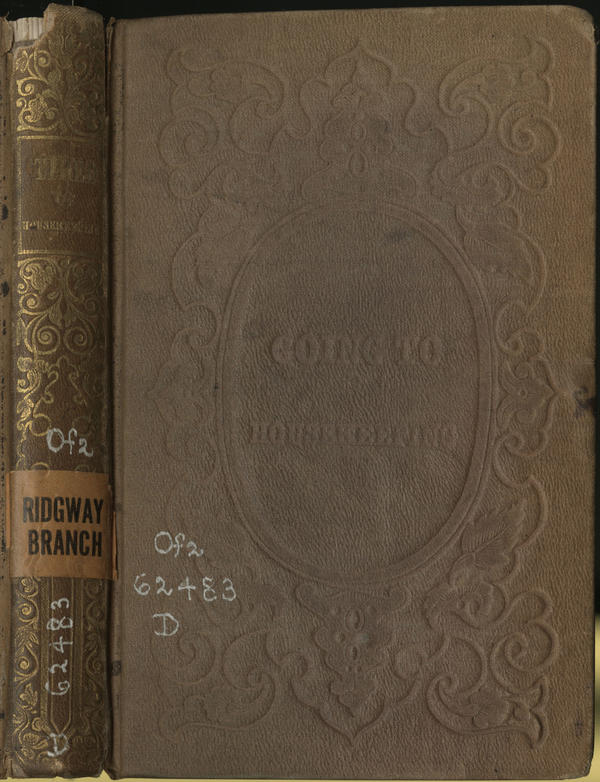 Of2
RIDGWAY
BRANCH
62483
D
GOING TO
HOUSEKEEPING
Of2
62483
D